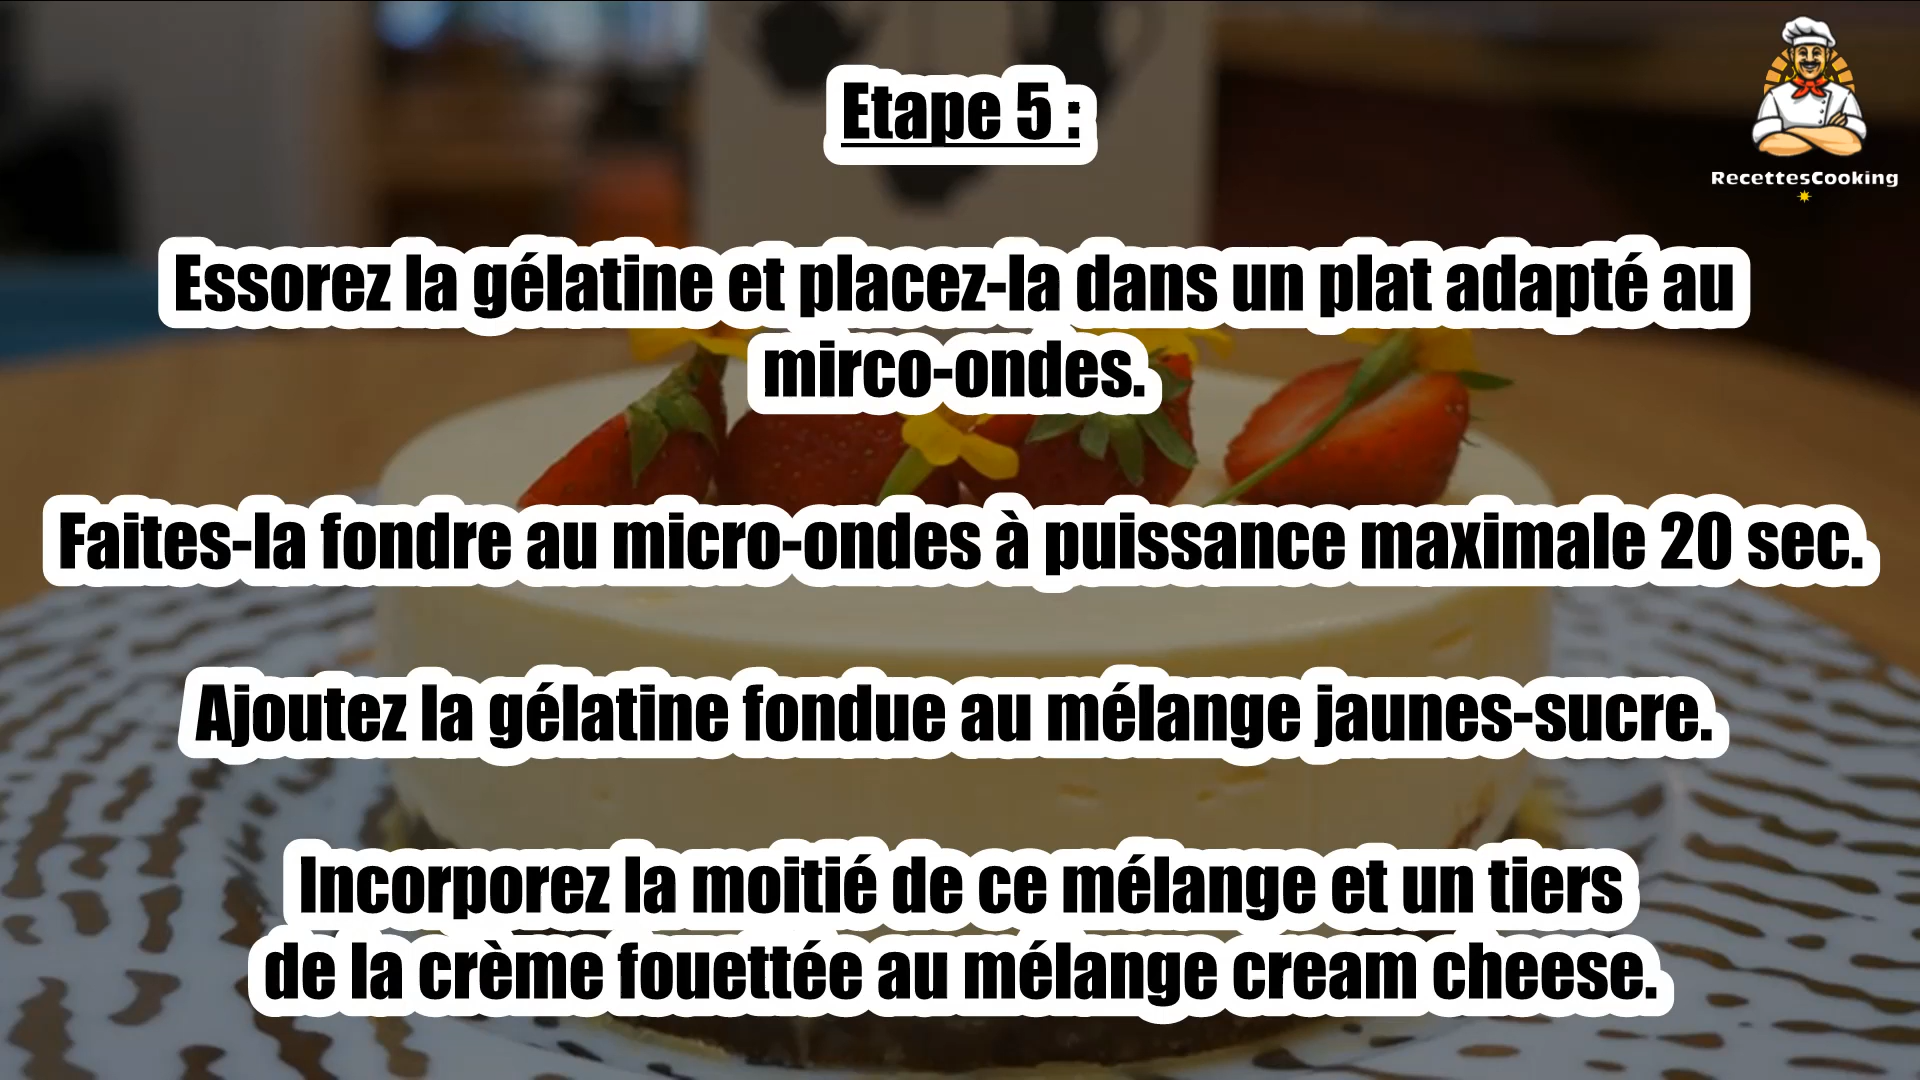 Etape 5 :
RecettesCooking
Essorez la gélatine et placez-la dans un plat adapté au
mirco-ondes.
Faites-la fondre au micro-ondes à puissance maximale 20 sec.
Ajoutez la gélatine fondue au mélange jaunes-sucre.
Incorporez la moitié de ce mélange et un tiers
de la crème fouettée au mélange cream cheese.